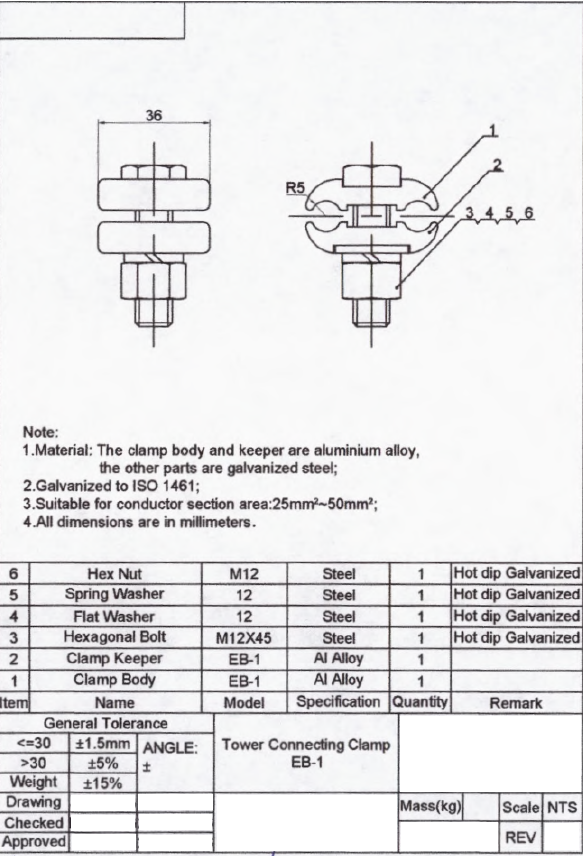 36
R5
1
2
3 4 5 6
Note:
1.Material: The clamp body and keeper are aluminium alloy,
the other parts are galvanized steel;
2.Galvanized to ISO 1461;
3.Suitable for conductor section area:25mm²~50mm²;
4.All dimensions are in millimeters.
6 Hex Nut M12 Steel 1 Hot dip Galvanized
5 Spring Washer 12 Steel 1 Hot dip Galvanized
4 Flat Washer 12 Steel 1 Hot dip Galvanized
3 Hexagonal Bolt M12X45 Steel 1 Hot dip Galvanized
2 Clamp Keeper EB-1 Al Alloy 1
1 Clamp Body EB-1 Al Alloy 1
Item Name Model Specification Quantity Remark
General Tolerance
<=30 ±1.5mm ANGLE: Tower Connecting Clamp
>30 ±5% ± EB-1
Weight ±15%
Drawing Mass(kg) Scale NTS
Checked
Approved REV